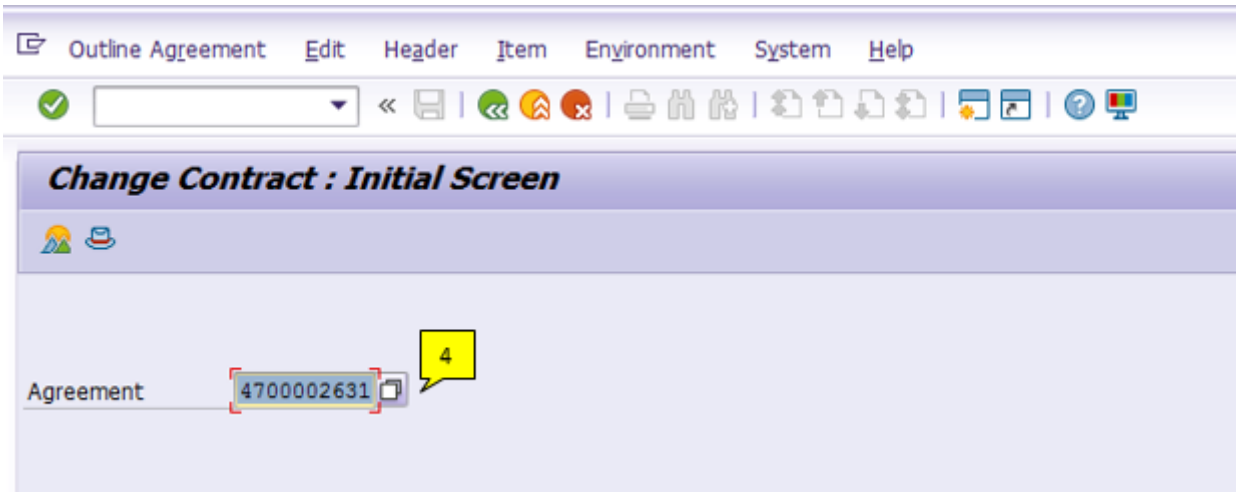 Outline Agreement Edit Header Item Environment System Help
Change Contract : Initial Screen
4
Agreement 4700002631